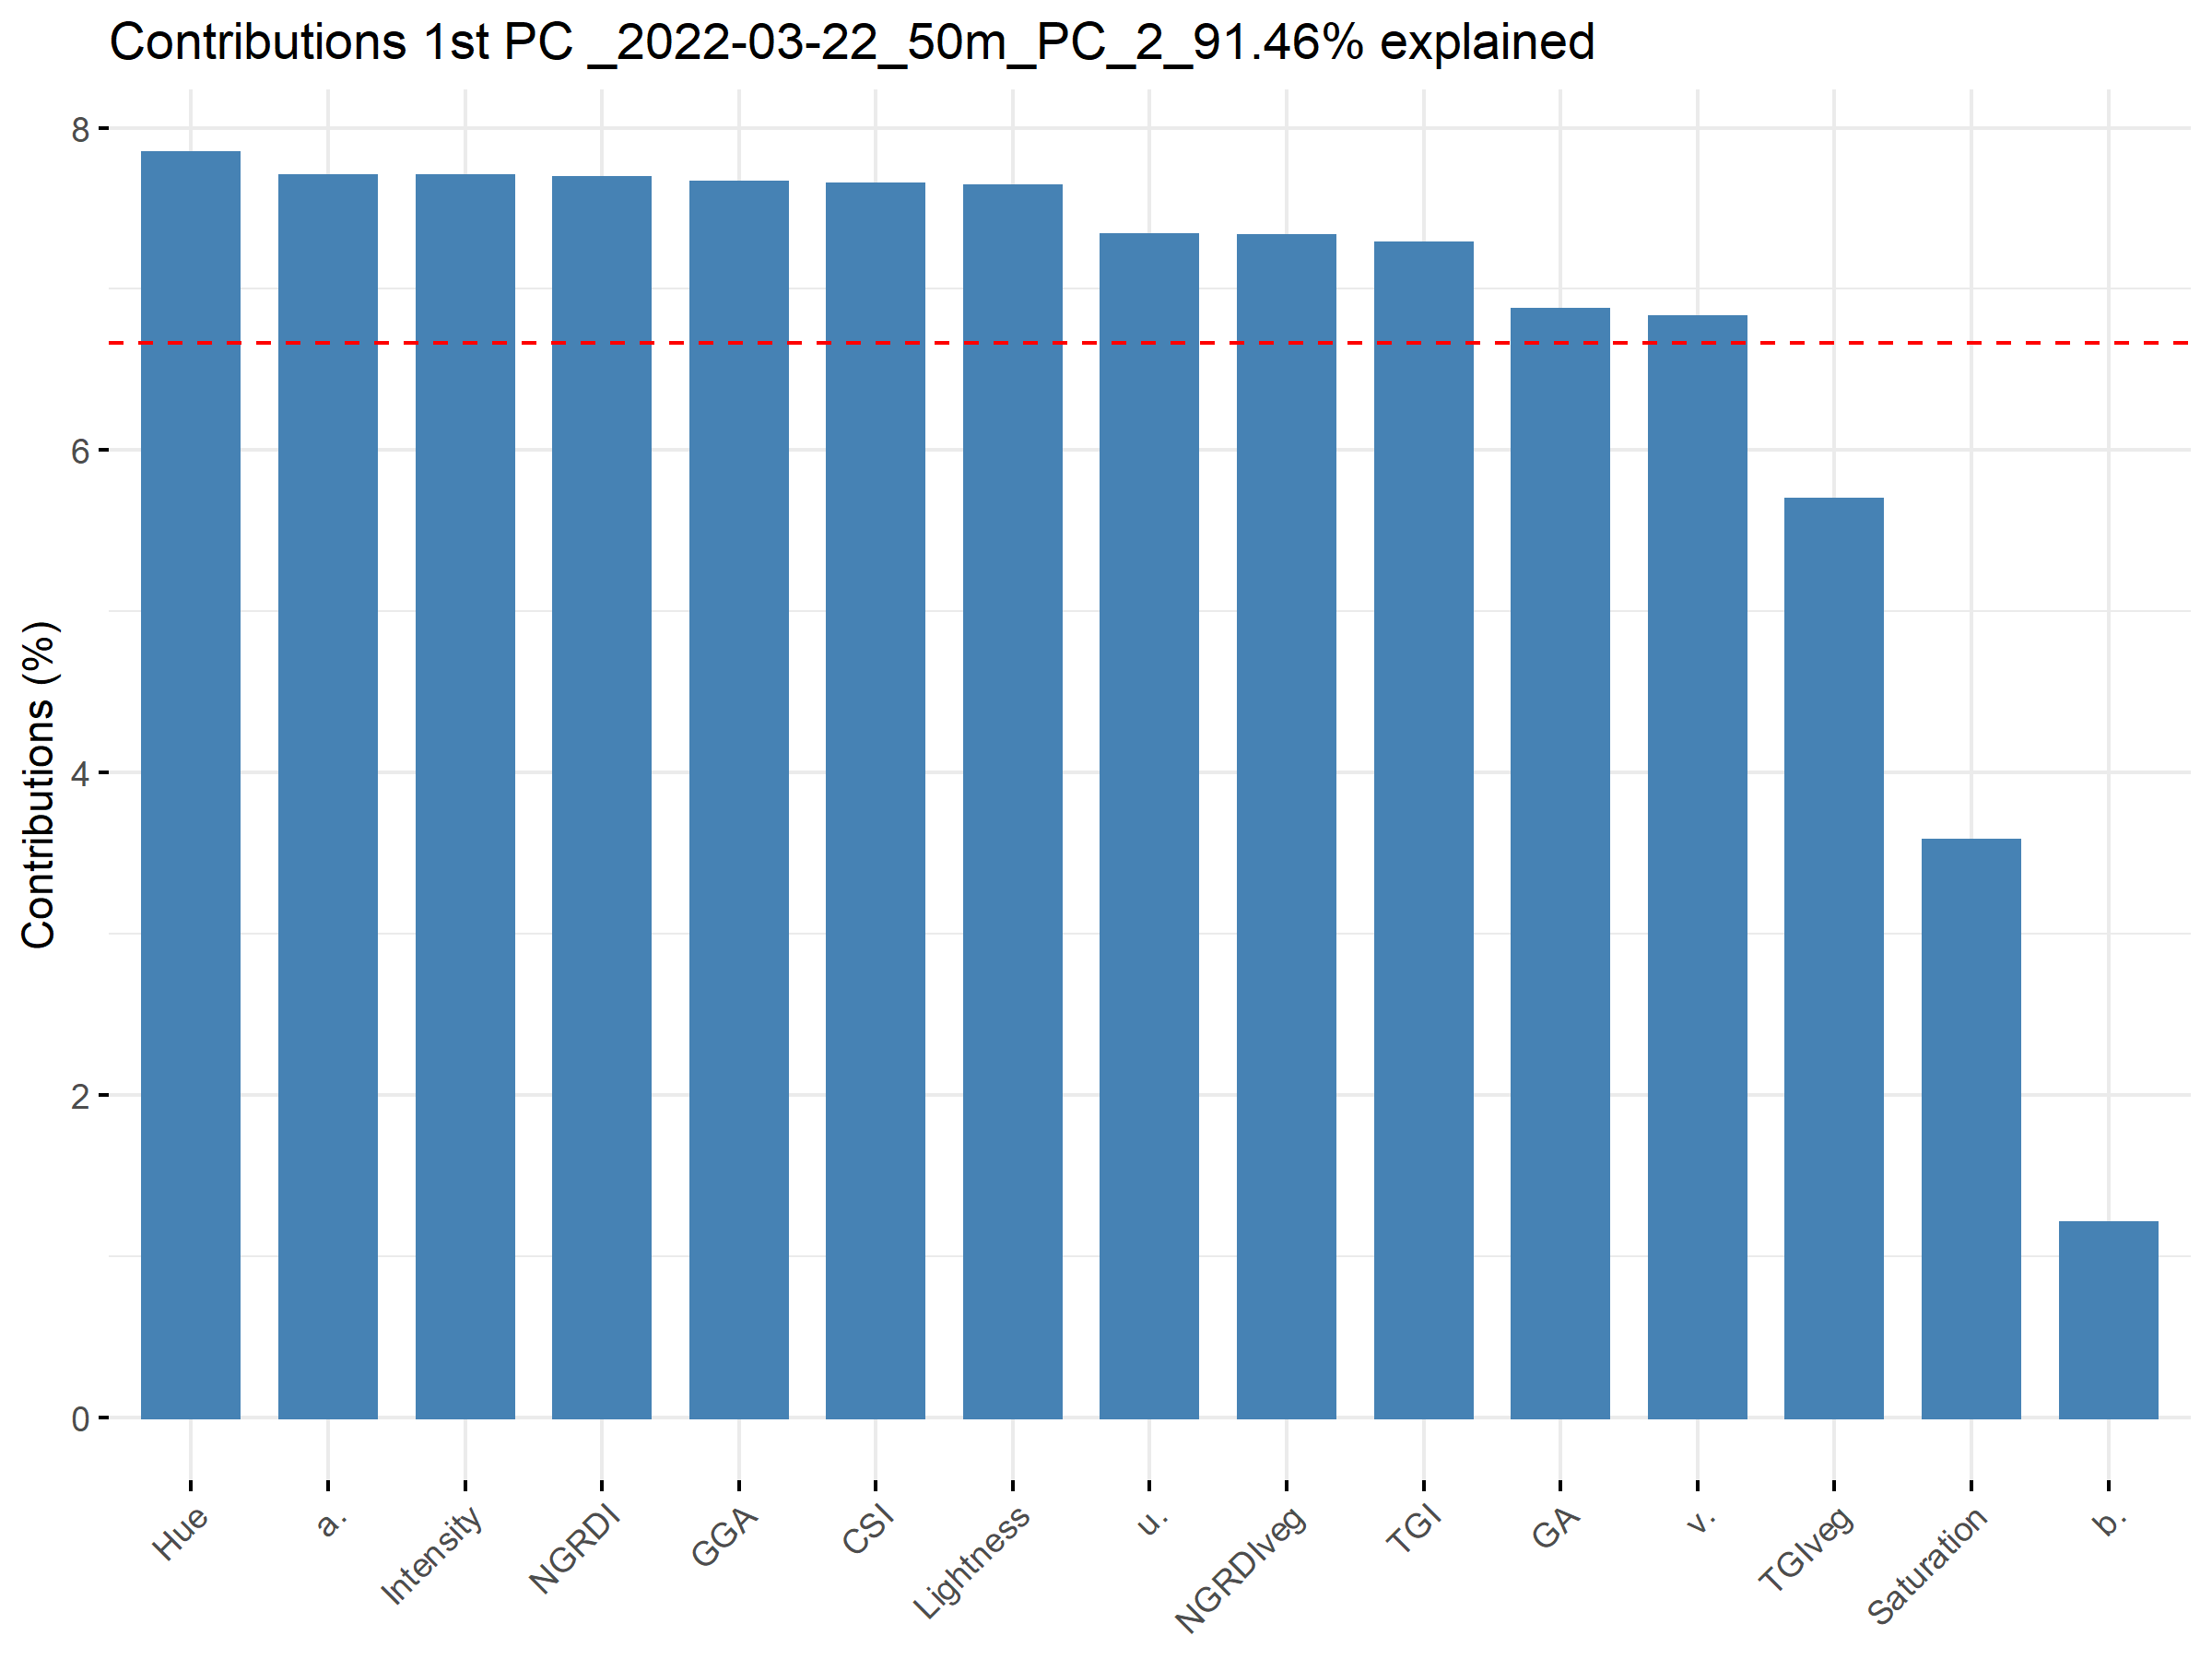 Contributions 1st PC _2022-03-22_50m_PC_2_91.46% explained
Contributions (%)
8
6
4
2
0
Hue
a.
Intensity
NGRDI
GGA
CSI
Lightness
u.
NGRDIveg
TGI
GA
v.
TGIveg
Saturation
b.